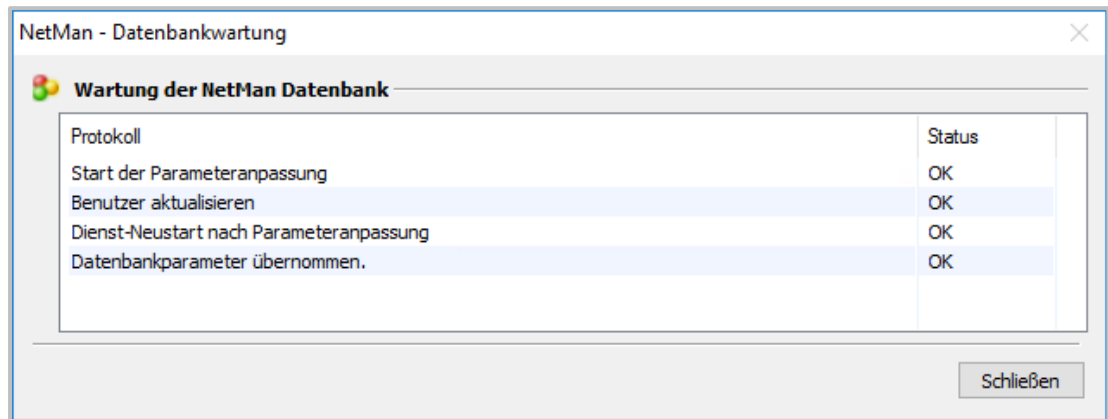 NetMan - Datenbankwartung
Wartung der NetMan Datenbank
Protokoll Status
Start der Parameteranpassung OK
Benutzer aktualisieren OK
Dienst-Neustart nach Parameteranpassung OK
Datenbankparameter übernommen. OK
Schließen